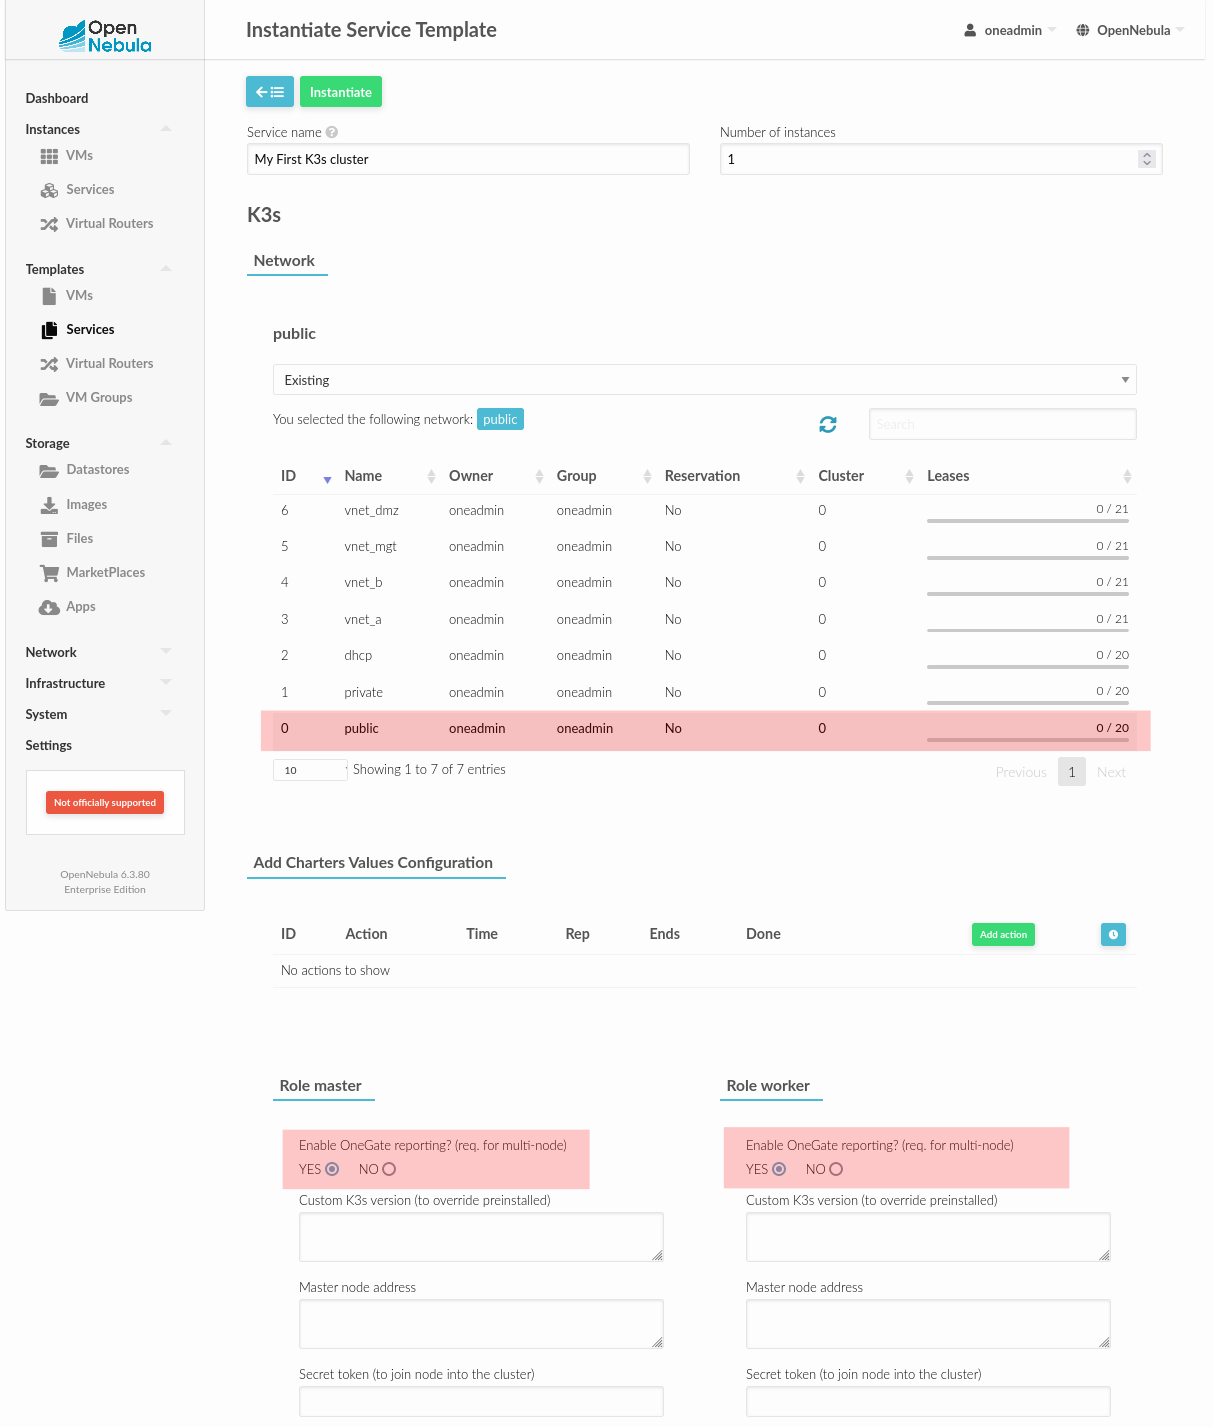 Open
Nebula
Instantiate Service Template
oneadmin
OpenNebula
Dashboard
Instances
VMs
Services
Virtual Routers
Templates
VMs
Services
Virtual Routers
VM Groups
Storage
Datastores
Images
Files
MarketPlaces
Apps
Network
Infrastructure
System
Settings
Not officially supported
OpenNebula 6.3.80
Enterprise Edition
Instantiate
Service name ?
Number of instances
My First K3s cluster
1
K3s
Network
public
Existing
You selected the following network: public
Search
ID Name Owner Group Reservation Cluster Leases
6 vnet_dmz oneadmin oneadmin No 0 0 / 21
5 vnet_mgt oneadmin oneadmin No 0 0 / 21
4 vnet_b oneadmin oneadmin No 0 0 / 21
3 vnet_a oneadmin oneadmin No 0 0 / 21
2 dhcp oneadmin oneadmin No 0 0 / 20
1 private oneadmin oneadmin No 0 0 / 20
0 public oneadmin oneadmin No 0 0 / 20
10 Showing 1 to 7 of 7 entries
Previous 1 Next
Add Charters Values Configuration
ID Action Time Rep Ends Done Add action
No actions to show
Role master
Enable OneGate reporting? (req. for multi-node)
YES NO
Custom K3s version (to override preinstalled)
Master node address
Secret token (to join node into the cluster)
Role worker
Enable OneGate reporting? (req. for multi-node)
YES NO
Custom K3s version (to override preinstalled)
Master node address
Secret token (to join node into the cluster)